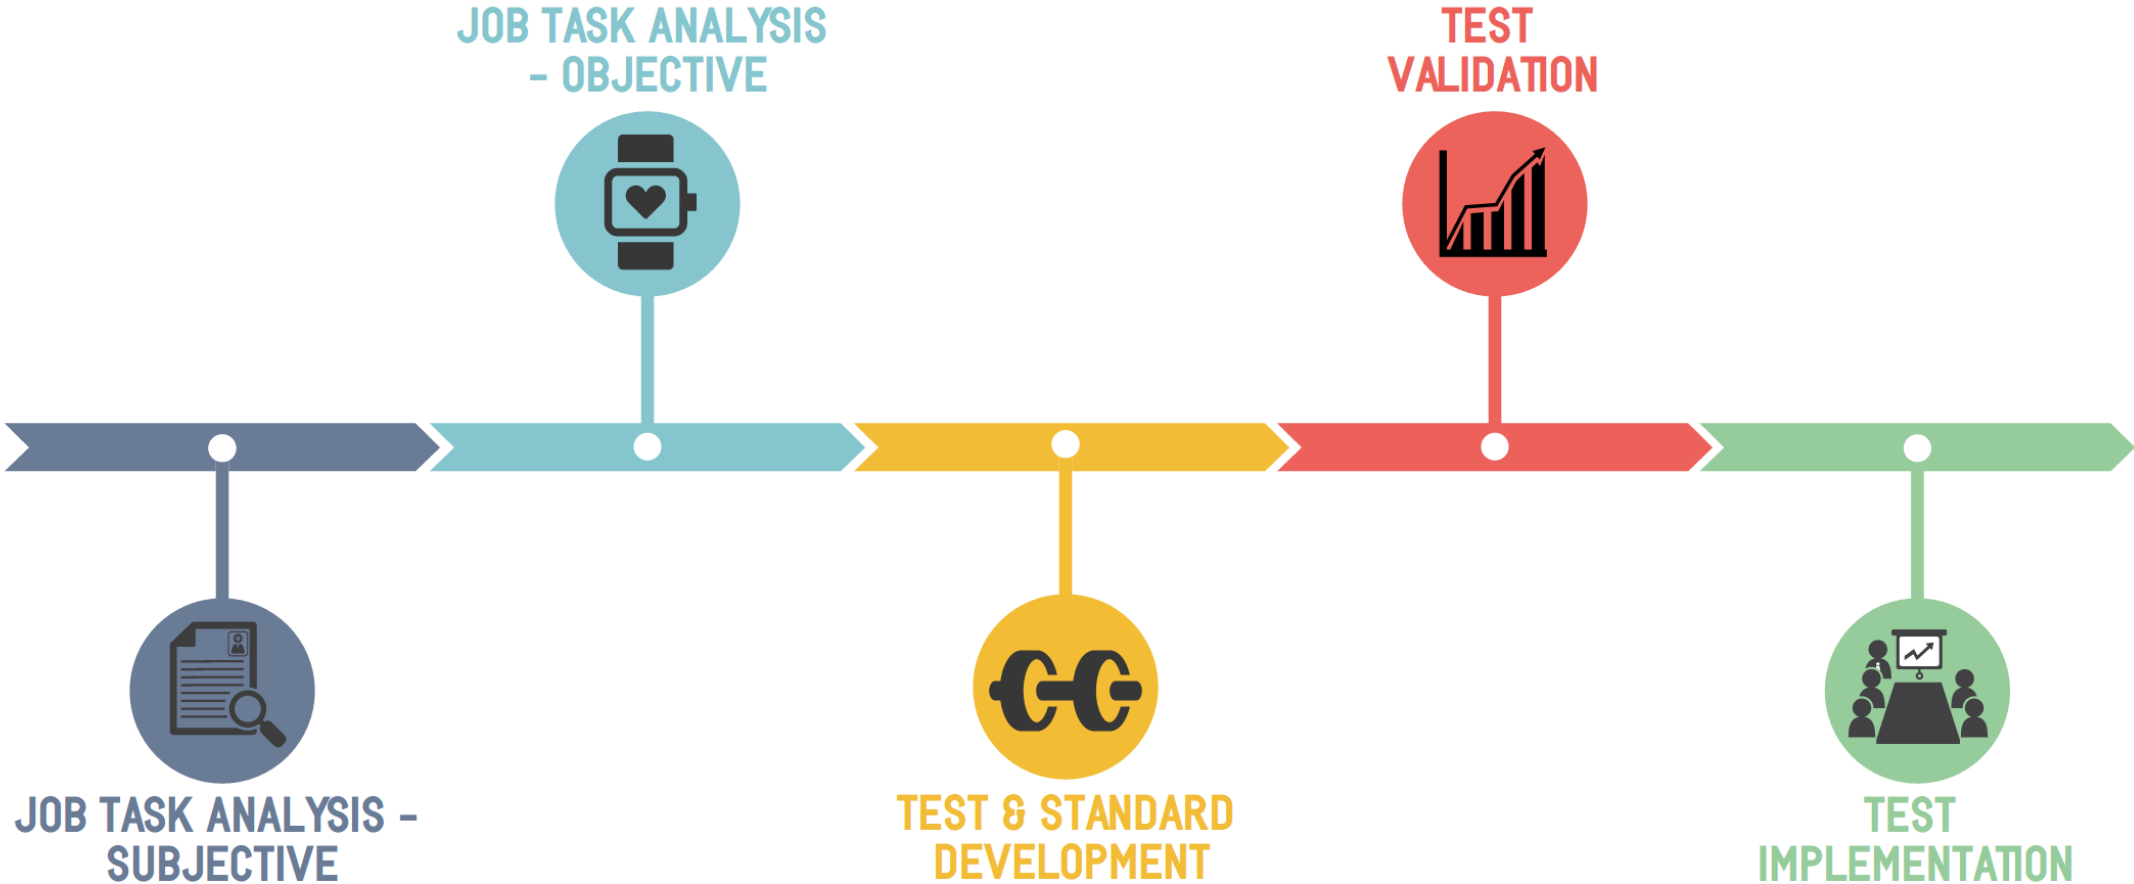 JOB TASK ANALYSIS
- OBJECTIVE
TEST
VALIDATION
JOB TASK ANALYSIS -
SUBJECTIVE
TEST & STANDARD
DEVELOPMENT
TEST
IMPLEMENTATION